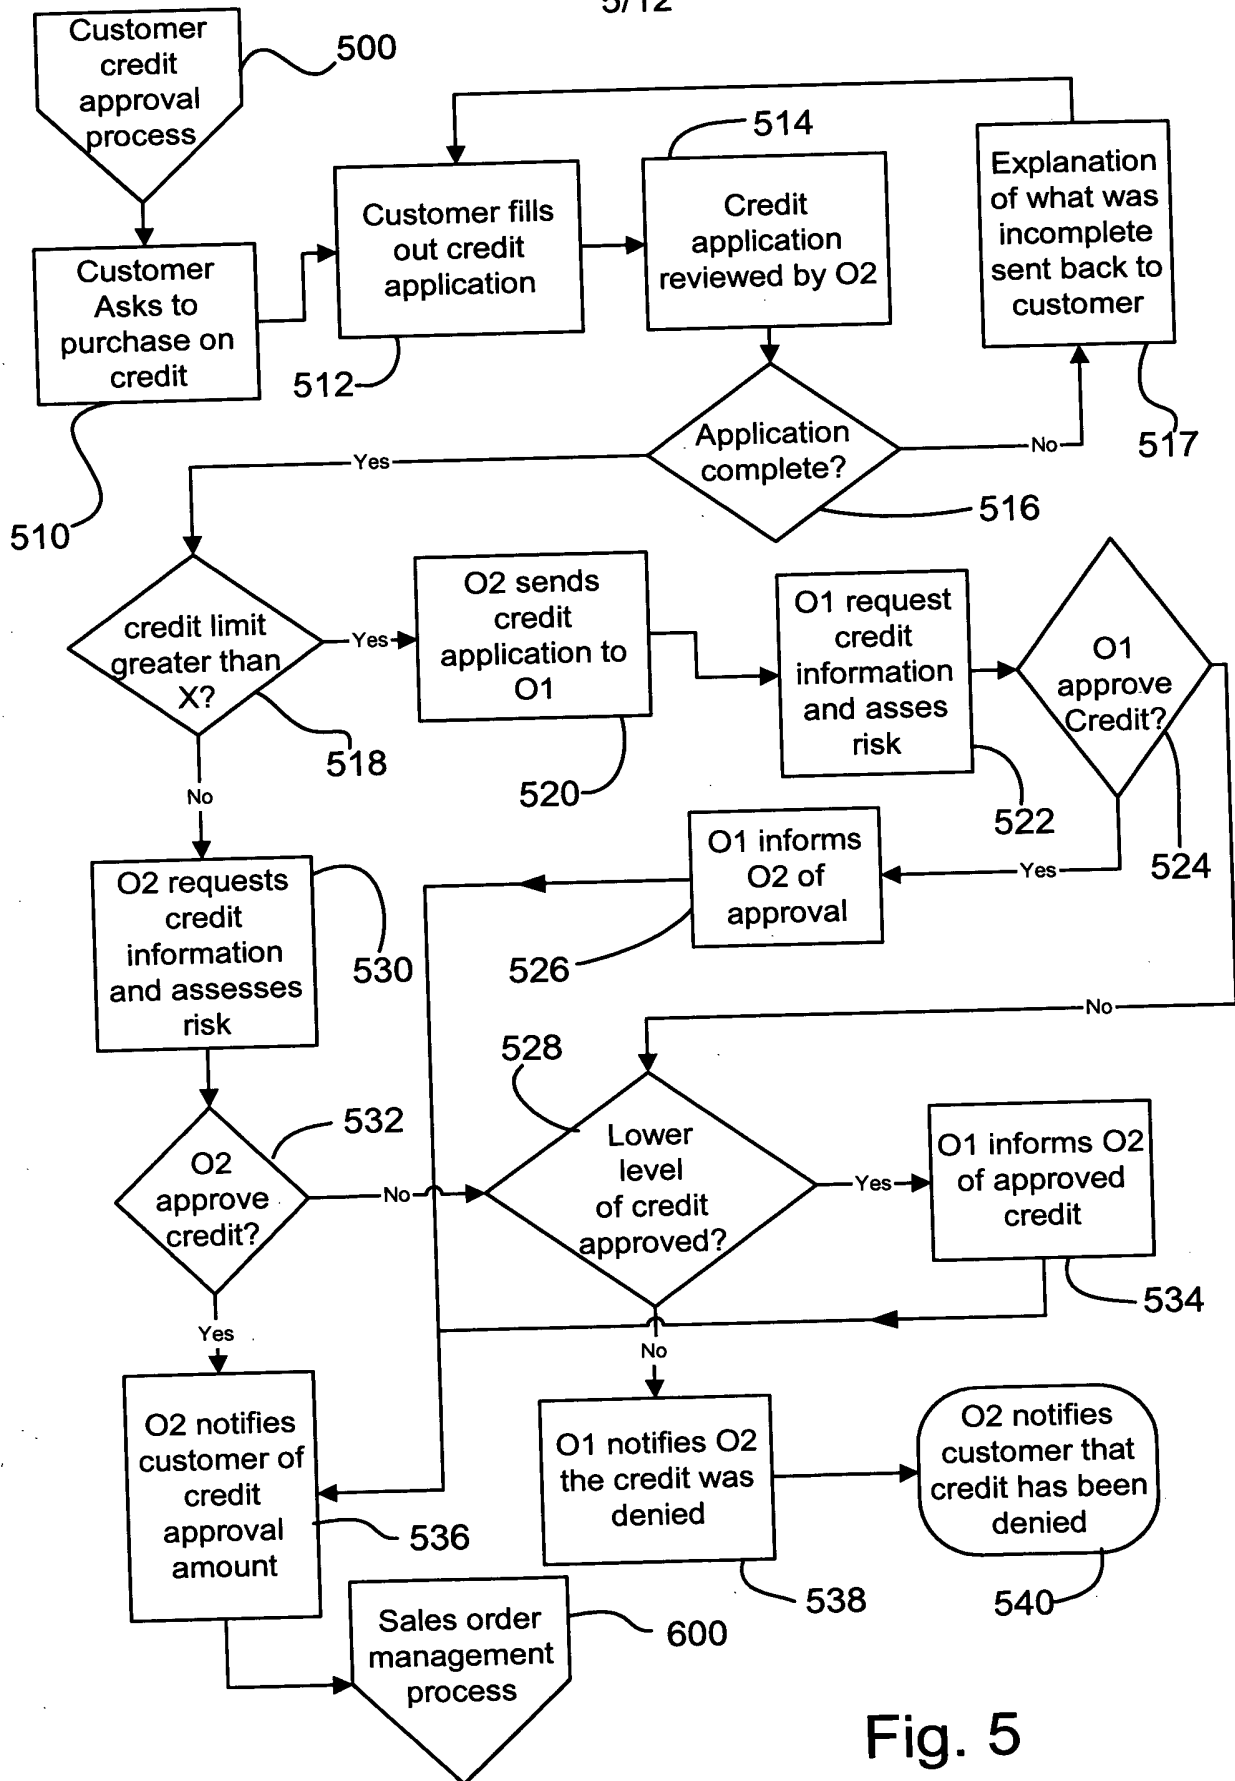 5/12
Customer
credit
approval
process
500
Customer
Asks to
purchase on
credit
510
Customer fills
out credit
application
512
514
Credit
application
reviewed by O2
Explanation
of what was
incomplete
sent back to
customer
517
Application
complete?
516
Yes
No
credit limit
greater than
X?
518
Yes
No
O2 sends
credit
application to
O1
520
O1 request
credit
information
and asses
risk
522
O1
approve
Credit?
524
Yes
No
O1 informs
O2 of
approval
526
O2 requests
credit
information
and assesses
risk
530
528
Lower
level
of credit
approved?
532
O2
approve
credit?
No
Yes
Yes
No
O1 informs O2
of approved
credit
534
O2 notifies
customer of
credit
approval
amount
536
O1 notifies O2
the credit was
denied
538
O2 notifies
customer that
credit has been
denied
540
Sales order
management
process
600
Fig. 5